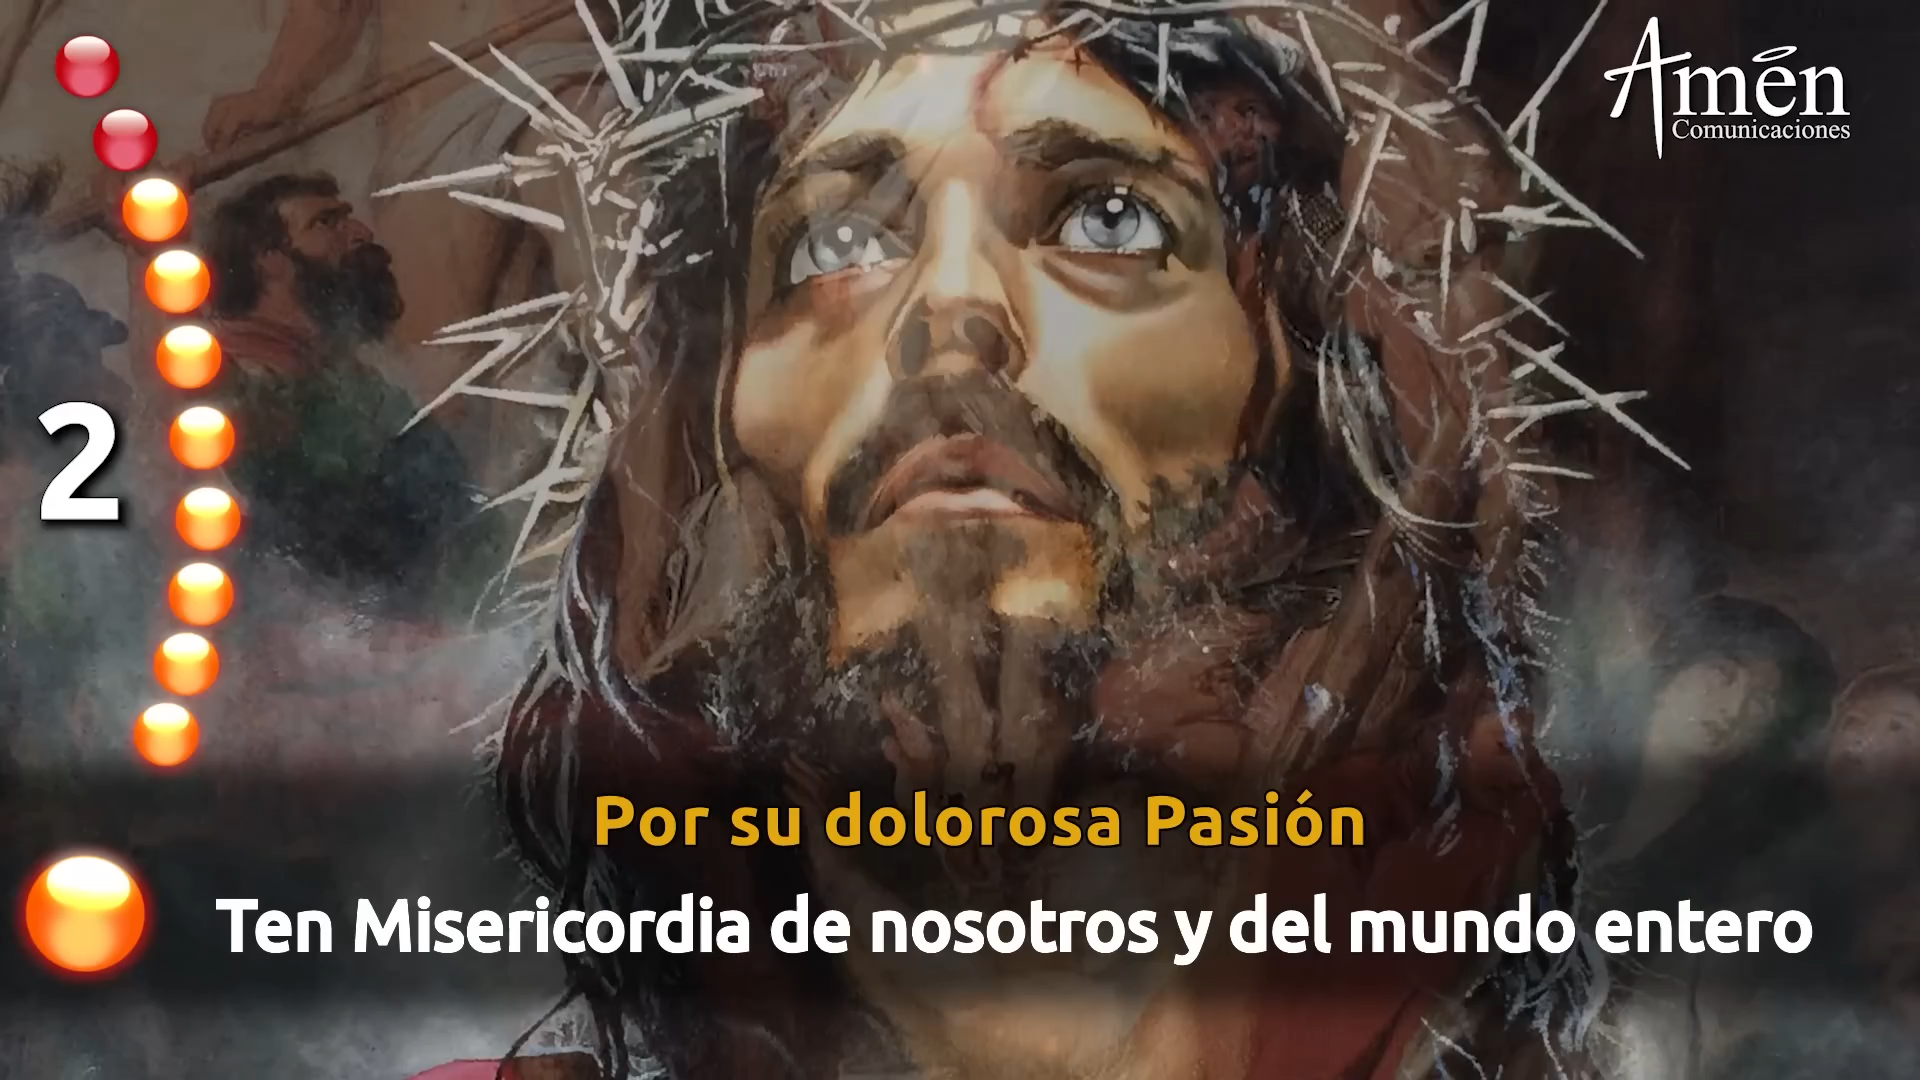 Amén
Comunicaciones
2
Por su dolorosa Pasión
Ten Misericordia de nosotros y del mundo entero